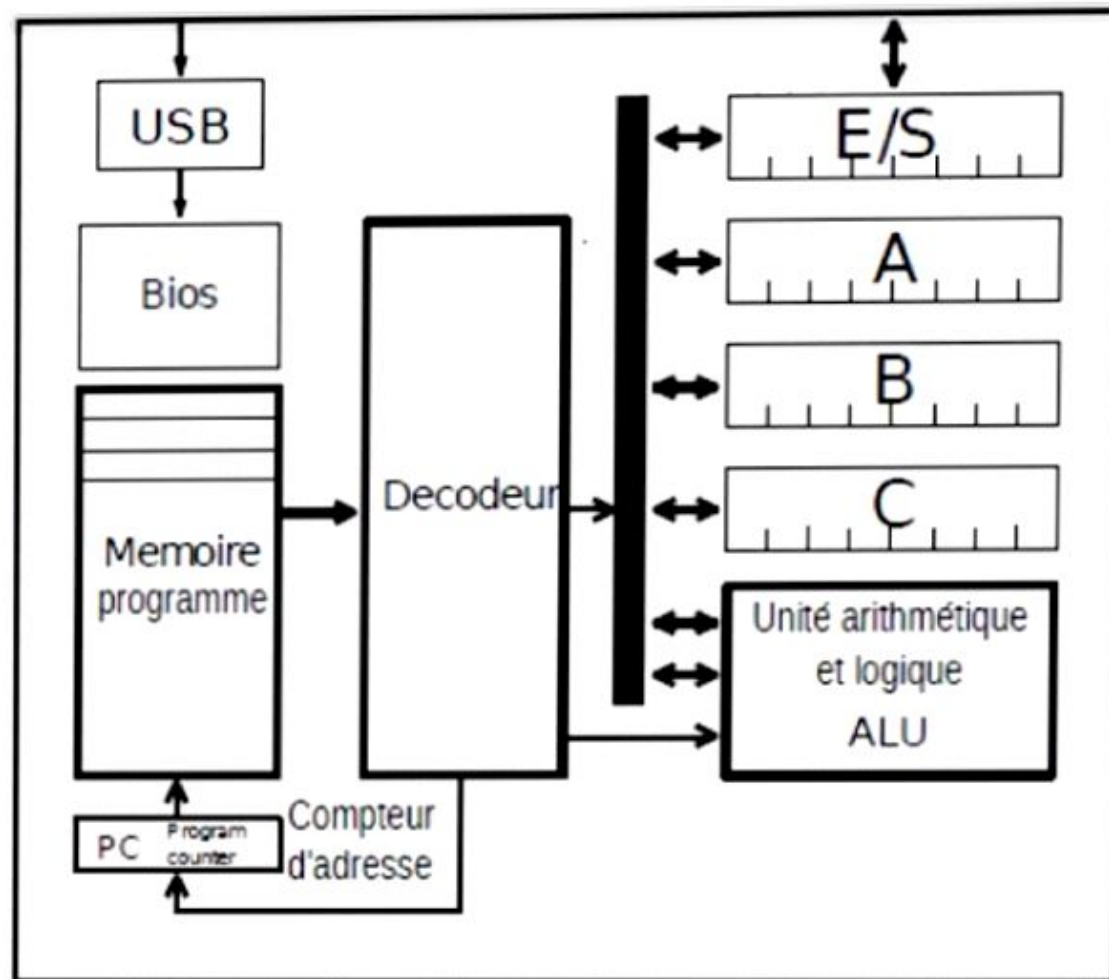 USB
Bios
Memoire
programme
PC Program
counter
Compteur
d'adresse
Decodeur
E/S
A
B
C
Unité arithmétique
et logique
ALU